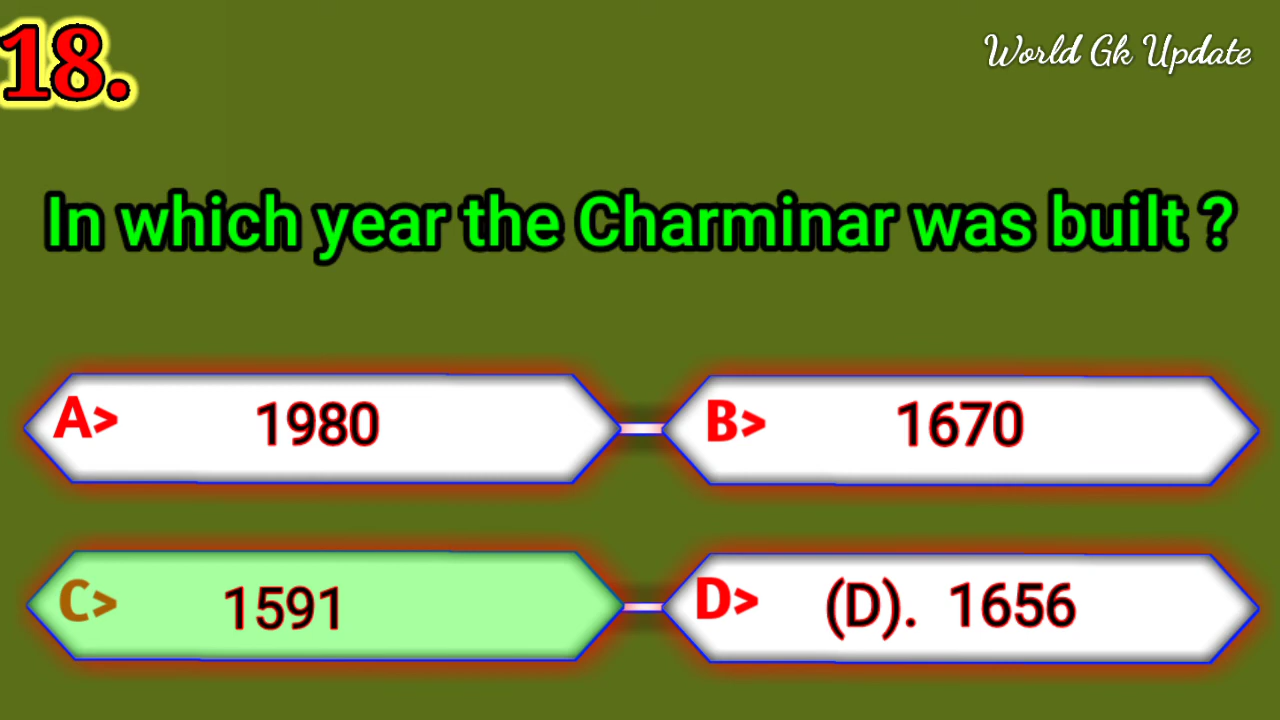 18.
World Gk Update
In which year the Charminar was built ?
A> 1980
B> 1670
C> 1591
D> (D). 1656